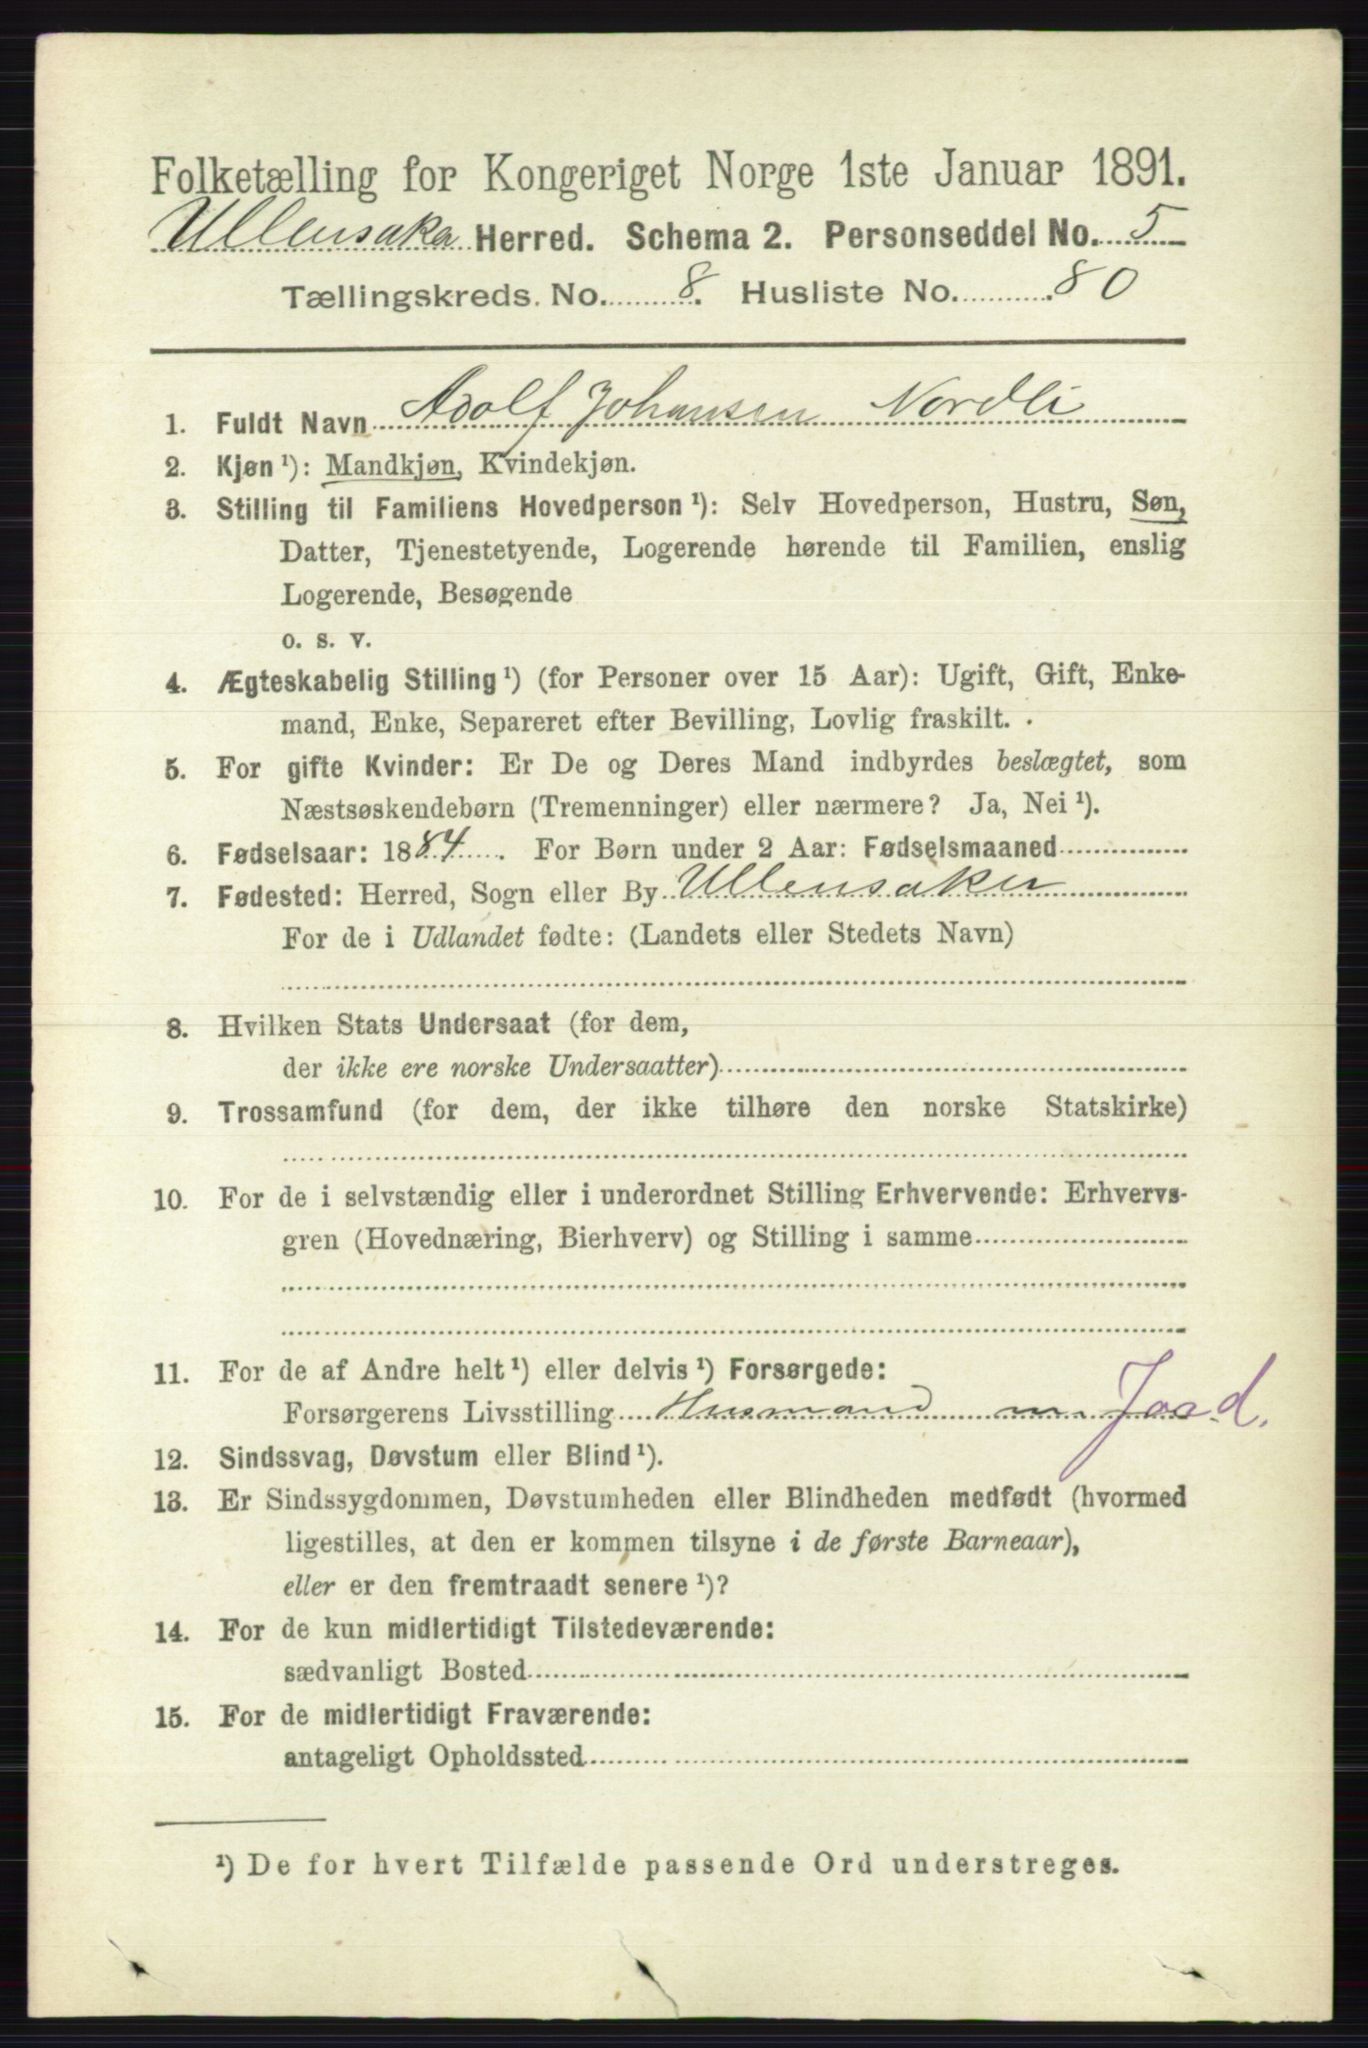 Folketælling for Kongeriget Norge 1ste Januar 1891.
Ullensaker Herred. Schema 2. Personseddel No. 5
Tællingskreds. No. 8. Husliste No. 80
1. Fuldt Navn Adolf Johansen Nordli
2. Kjøn ¹): Mandkjøn, Kvindekjøn.
3. Stilling til Familiens Hovedperson ¹): Selv Hovedperson, Hustru, Søn,
Datter, Tjenestetyende, Logerende hørende til Familien, enslig
Logerende, Besøgende
o. s. v.
4. Ægteskabelig Stilling ¹) (for Personer over 15 Aar): Ugift, Gift, Enke-
mand, Enke, Separeret efter Bevilling, Lovlig fraskilt.
5. For gifte Kvinder: Er De og Deres Mand indbyrdes beslægtet, som
Næstsøskendebørn (Tremenninger) eller nærmere? Ja, Nei ¹).
6. Fødselsaar: 1884. For Børn under 2 Aar: Fødselsmaaned
7. Fødested: Herred, Sogn eller By Ullensaker
For de i Udlandet fødte: (Landets eller Stedets Navn)
8. Hvilken Stats Undersaat (for dem,
der ikke ere norske Undersaatter)
9. Trossamfund (for dem, der ikke tilhøre den norske Statskirke)
10. For de i selvstændig eller i underordnet Stilling Erhvervende: Erhvervs-
gren (Hovednæring, Bierhverv) og Stilling i samme
11. For de af Andre helt ¹) eller delvis ¹) Forsørgede:
Forsørgerens Livsstilling Husmand m. Jord.
12. Sindssvag, Døvstum eller Blind ¹).
13. Er Sindssygdommen, Døvstumheden eller Blindheden medfødt (hvormed
ligestilles, at den er kommen tilsyne i de første Barneaar),
eller er den fremtraadt senere ¹)?
14. For de kun midlertidigt Tilstedeværende:
sædvanligt Bosted
15. For de midlertidigt Fraværende:
antageligt Opholdssted
¹) De for hvert Tilfælde passende Ord understreges.